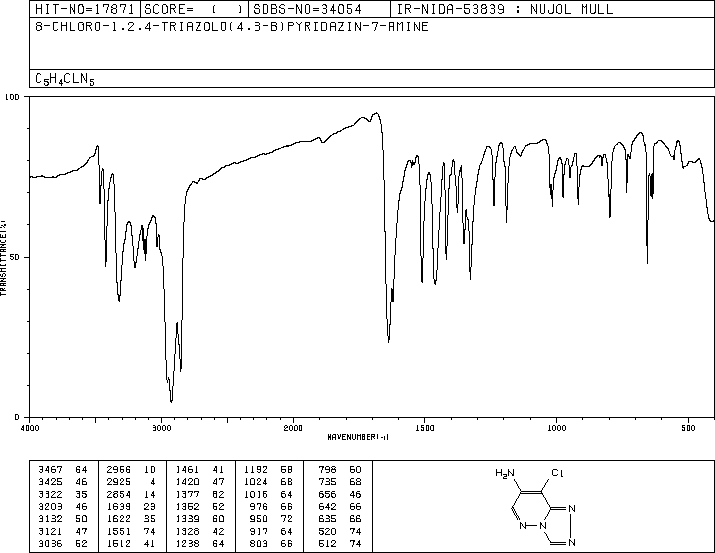 HIT-NO=17871 SCORE= ( ) SDBS-NO=34054 IR-NIDA-53839 : NUJOL MULL
8-CHLORO-1,2,4-TRIAZOLO(4,3-B)PYRIDAZIN-7-AMINE
C5H4CLN5
100
50
0
TRANSMITTANCE(%)
4000 3000 2000 1500 1000 500
WAVENUMBER(-1)
3467 64 2956 10 1461 41 1192 58 798 60
3425 46 2925 4 1420 47 1024 68 735 68
3322 35 2854 14 1377 62 1016 64 656 46
3203 46 1639 23 1352 52 976 66 642 66
3132 50 1622 35 1339 60 950 72 635 66
3121 47 1551 74 1328 42 917 64 520 74
3036 52 1512 41 1238 64 803 66 512 74
H2N Cl
N N N
N